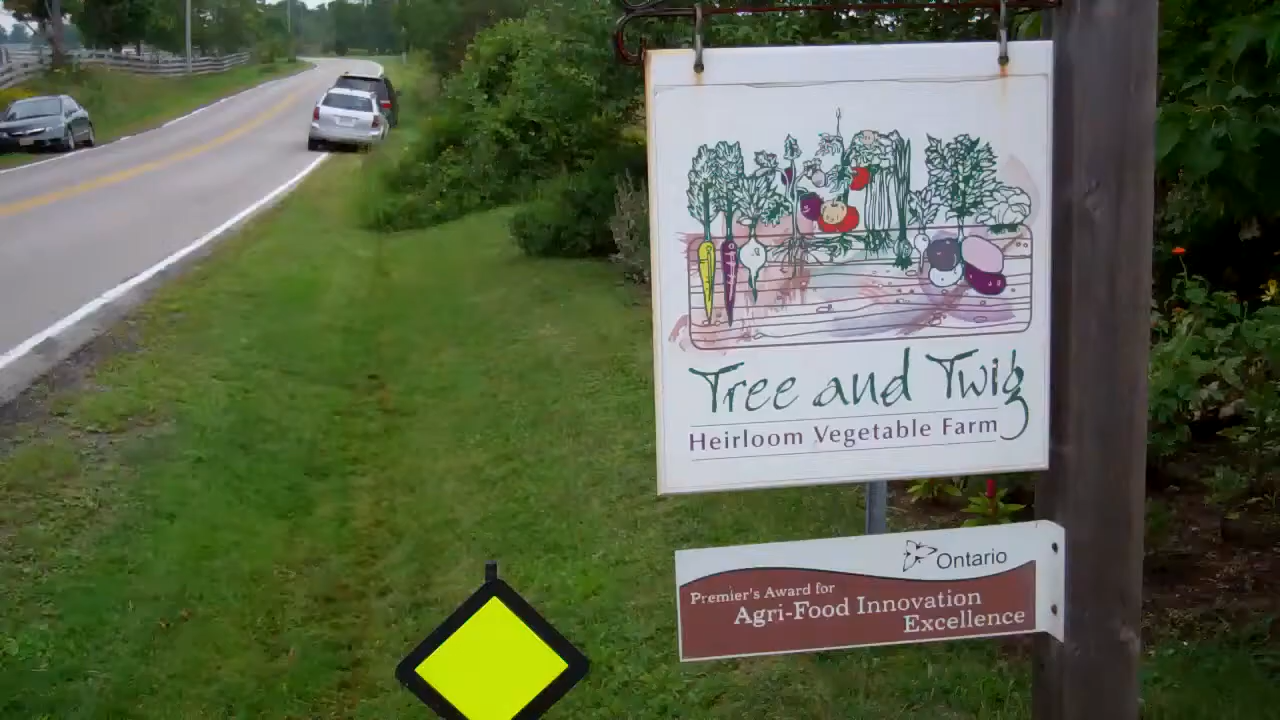 Tree and Twig
Heirloom Vegetable Farm
Ontario
Premier's Award for
Agri-Food Innovation
Excellence